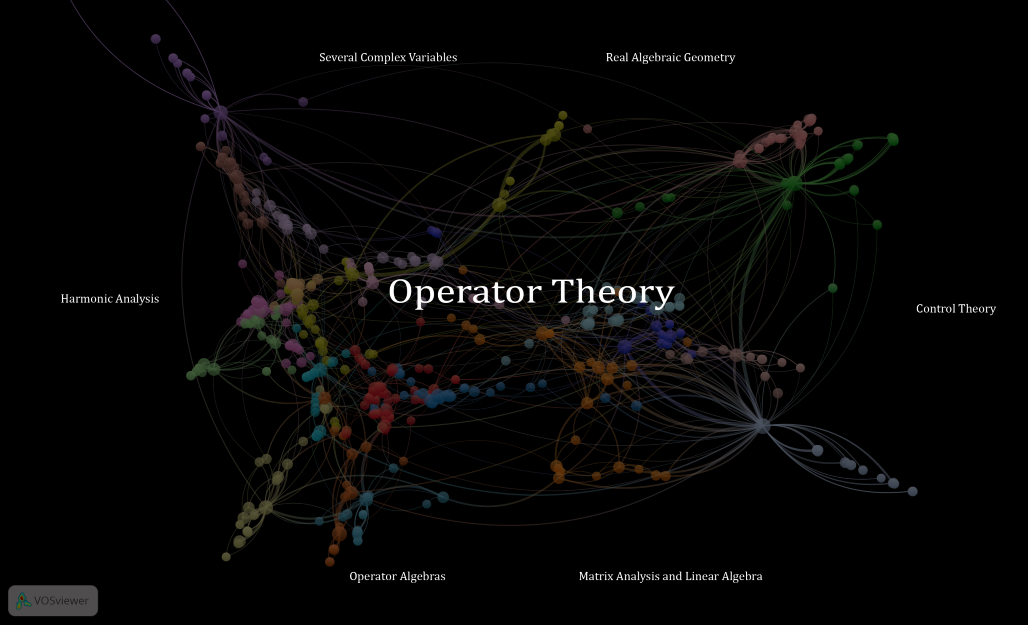 Several Complex Variables
Real Algebraic Geometry
Operator Theory
Harmonic Analysis
Control Theory
Operator Algebras
Matrix Analysis and Linear Algebra
VOSviewer